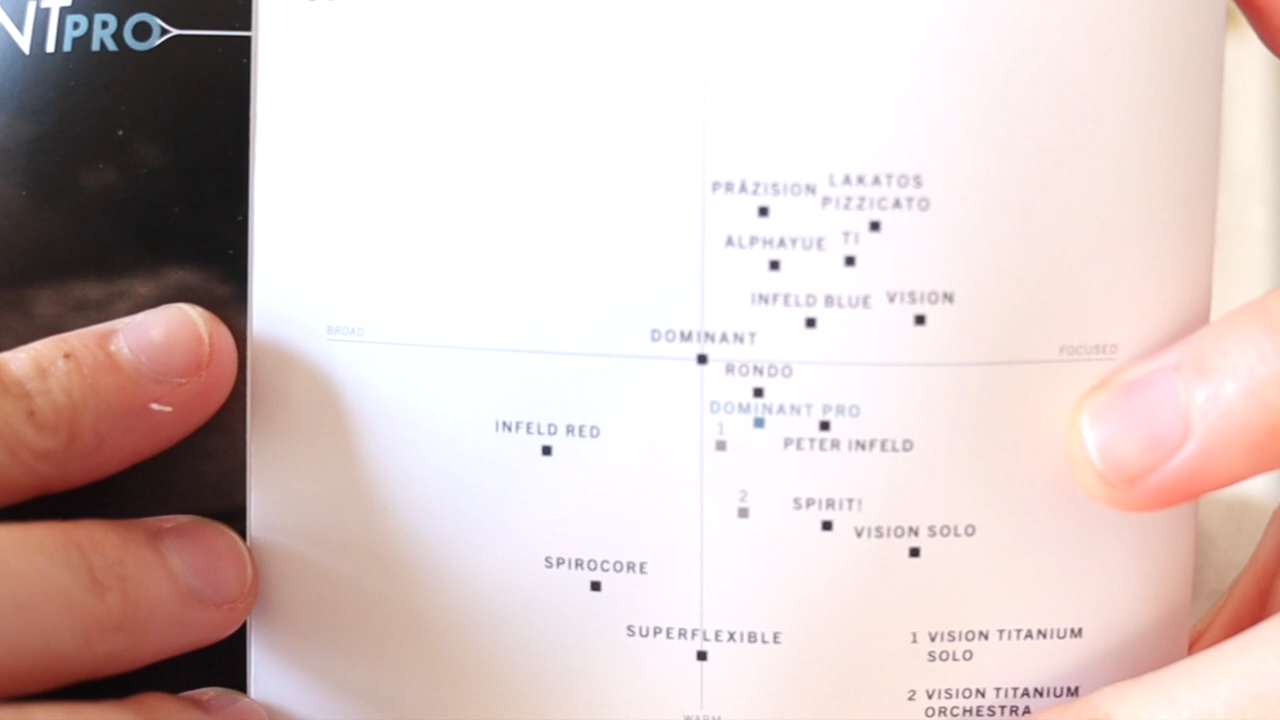 NTPRO
PRÄZISION
LAKATOS
PIZZICATO
ALPHAYUE
TI
INFELD BLUE
VISION
BROAD
DOMINANT
FOCUSED
RONDO
DOMINANT PRO
1
INFELD RED
PETER INFELD
2
SPIRIT!
VISION SOLO
SPIROCORE
SUPERFLEXIBLE
1 VISION TITANIUM
SOLO
2 VISION TITANIUM
ORCHESTRA
WARM